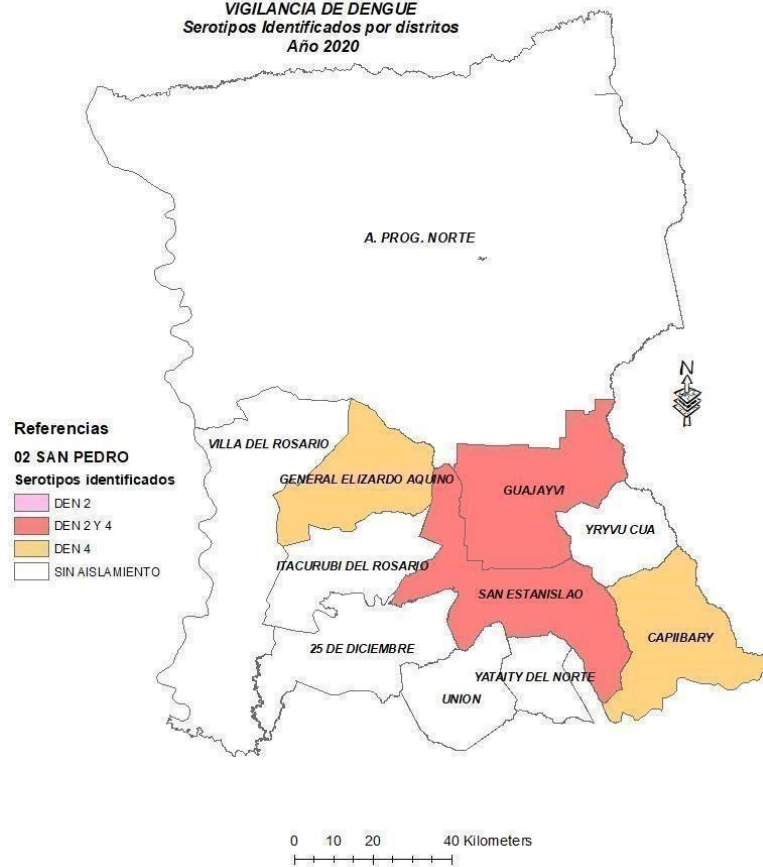 VIGILANCIA DE DENGUE
Serotipos Identificados por distritos
Año 2020
A. PROG. NORTE
N
Referencias
02 SAN PEDRO
Serotipos identificados
DEN 2
DEN 2 Y 4
DEN 4
SIN AISLAMIENTO
VILLA DEL ROSARIO
GENERAL ELIZARDO AQUINO
GUAJAYVI
YRYVU CUA
ITACURUBI DEL ROSARIO
SAN ESTANISLAO
CAPIIBARY
25 DE DICIEMBRE
YATAITY DEL NORTE
UNION
0 10 20 40 Kilometers